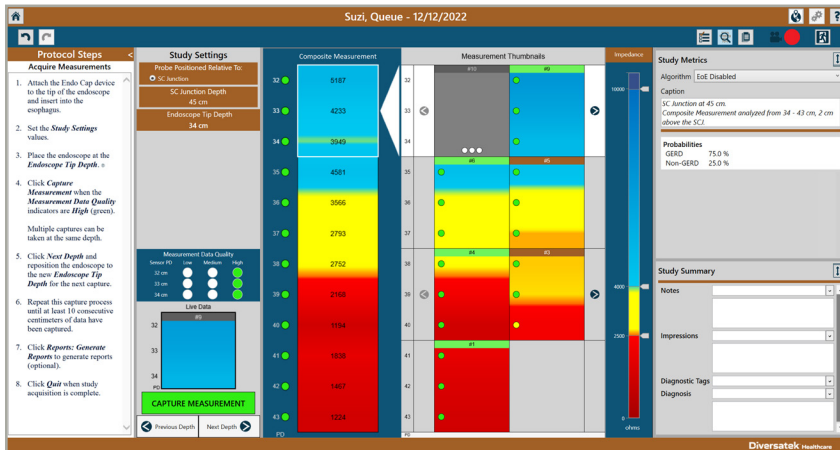 Suzi, Queue - 12/12/2022
Protocol Steps <
Acquire Measurements
1. Attach the Endo Cap device
to the tip of the endoscope
and insert into the
esophagus.
2. Set the Study Settings
values.
3. Place the endoscope at the
Endoscope Tip Depth.
4. Click Capture
Measurement when the
Measurement Data Quality
indicators are High (green).
Multiple captures can be
taken at the same depth.
5. Click Next Depth and
reposition the endoscope to
the new Endoscope Tip
Depth for the next capture.
6. Repeat this capture process
until at least 10 consecutive
centimeters of data have
been captured.
7. Click Reports: Generate
Reports to generate reports
(optional).
8. Click Quit when study
acquisition is complete.
Study Settings
Probe Positioned Relative To:
SC Junction
SC Junction Depth
45 cm
Endoscope Tip Depth
34 cm
Measurement Data Quality
Sensor PD Low Medium High
32 cm
33 cm
34 cm
Live Data
32
33
34
PD
CAPTURE MEASUREMENT
Previous Depth Next Depth
Composite Measurement
32 5187
33 4233
34 3949
35 4581
36 3566
37 2793
38 2752
39 2168
40 1194
41
42
43 1234
PD
Measurement Thumbnails
#10 #9
32
33
34
#6 #5
35
36
37
#4 #3
38
39
40
#1
41
42
43
PD
Impedance
10000
4000
2500
0
ohms
Study Metrics
Algorithm EoE Disabled
Caption
SC Junction at 45 cm.
Composite Measurement analyzed from 34 - 43 cm, 2 cm
above the SCJ.
Probabilities
GERD 75.0 %
Non-GERD 25.0 %
Study Summary
Notes
Impressions
Diagnostic Tags
Diagnosis
Diversatek Healthcare